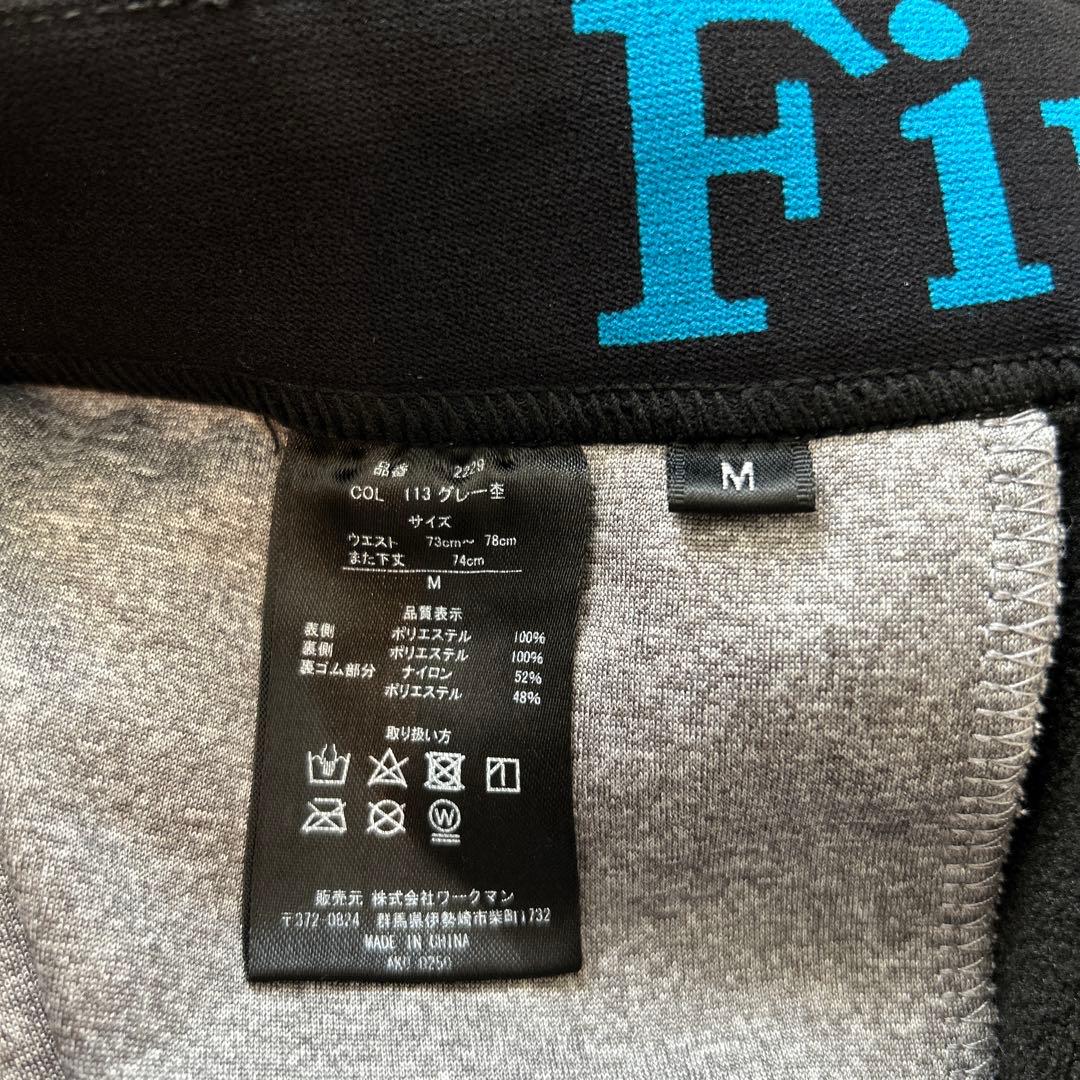 Fi
M
品番 2229
COL 113 グレー杢
サイズ
ウエスト 73cm～ 78cm
また下丈 74cm
M
品質表示
表側 ポリエステル 100%
裏側 ポリエステル 100%
裏ゴム部分 ナイロン 52%
ポリエステル 48%
取り扱い方
W
販売元 株式会社ワークマン
〒372-0824 群馬県伊勢崎市柴町1732
MADE IN CHINA